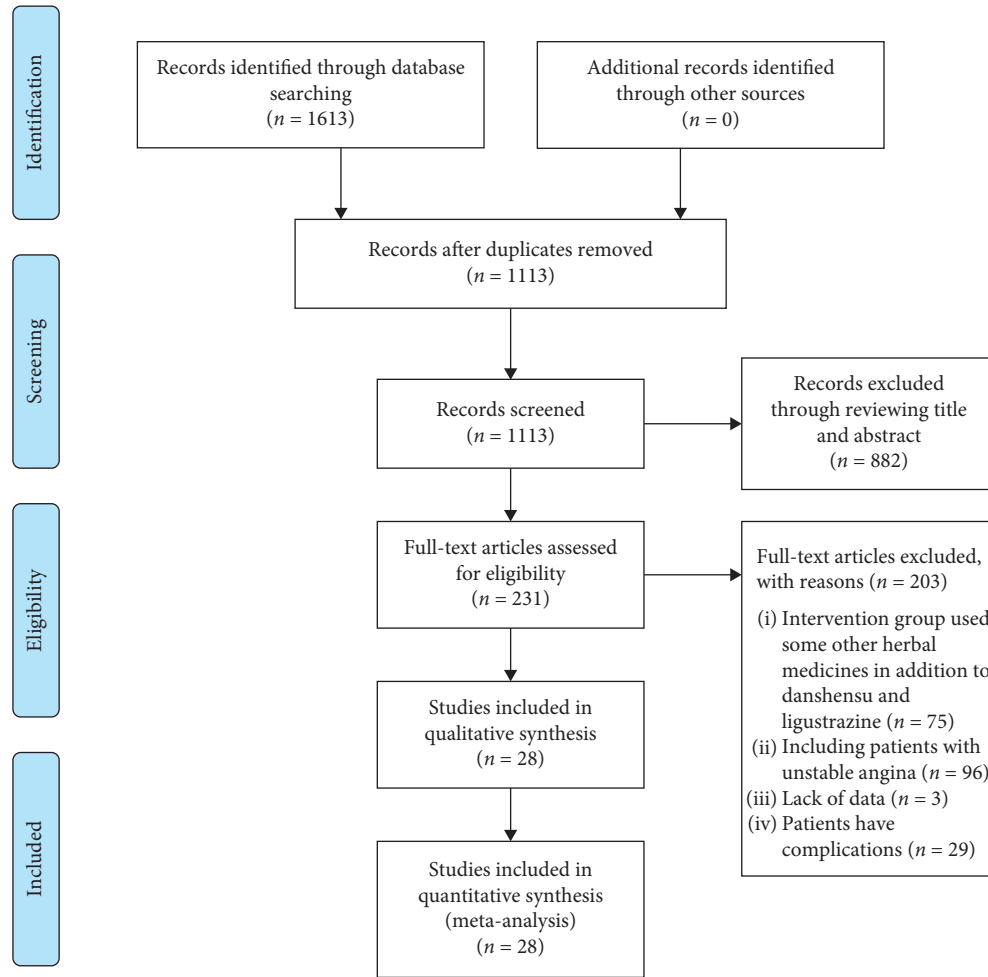 Identification
Records identified through database
searching
(n = 1613)
Additional records identified
through other sources
(n = 0)
Records after duplicates removed
(n = 1113)
Screening
Records screened
(n = 1113)
Records excluded
through reviewing title
and abstract
(n = 882)
Eligibility
Full-text articles assessed
for eligibility
(n = 231)
Full-text articles excluded,
with reasons (n = 203)
(i) Intervention group used
some other herbal
medicines in addition to
danshensu and
ligustrazine (n = 75)
(ii) Including patients with
unstable angina (n = 96)
(iii) Lack of data (n = 3)
(iv) Patients have
complications (n = 29)
Studies included in
qualitative synthesis
(n = 28)
Included
Studies included in
quantitative synthesis
(meta-analysis)
(n = 28)